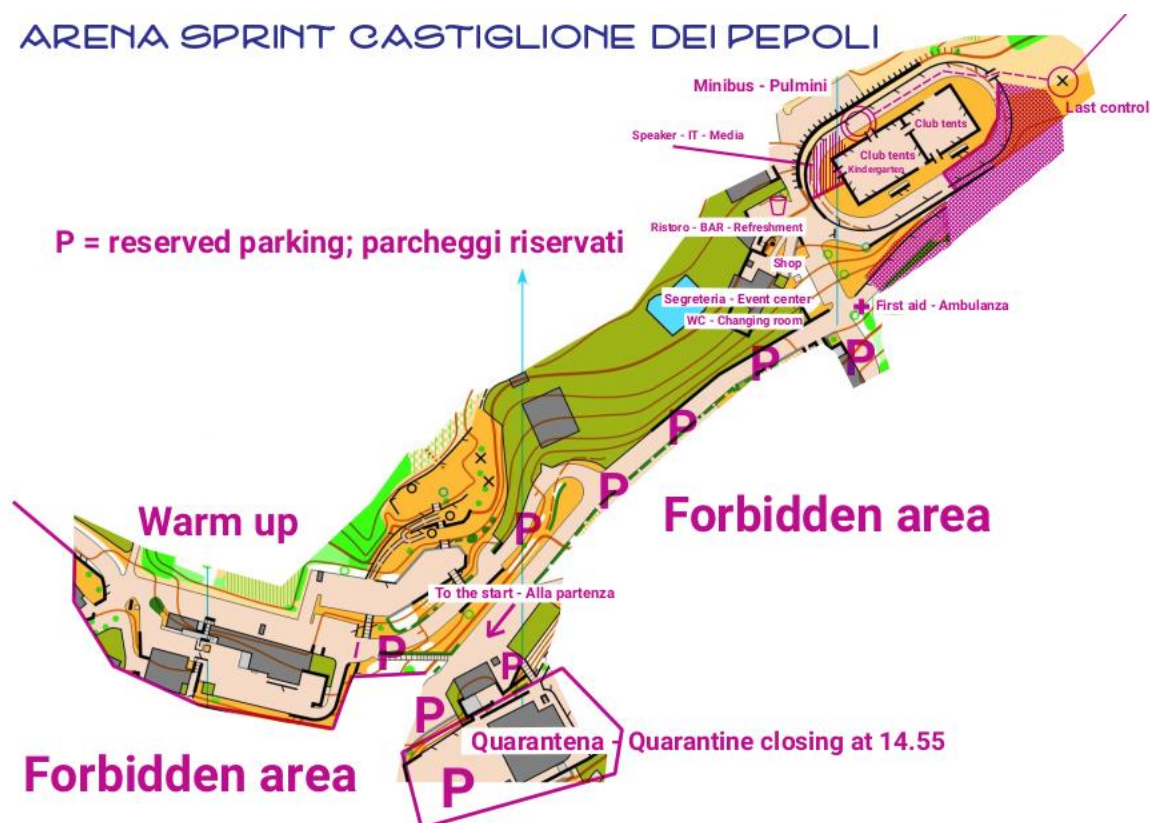 ARENA SPRINT CASTIGLIONE DEI PEPOLI
Minibus - Pulmini
Last control
Club tents
Speaker - IT - Media
Club tents
Kindergarten
Ristoro - BAR - Refreshment
P = reserved parking; parcheggi riservati
Shop
Segreteria - Event center
First aid - Ambulanza
WC - Changing room
P
P
P
P
Forbidden area
Warm up
P
To the start - Alla partenza
P
P
P
Quarantena - Quarantine closing at 14.55
Forbidden area
P